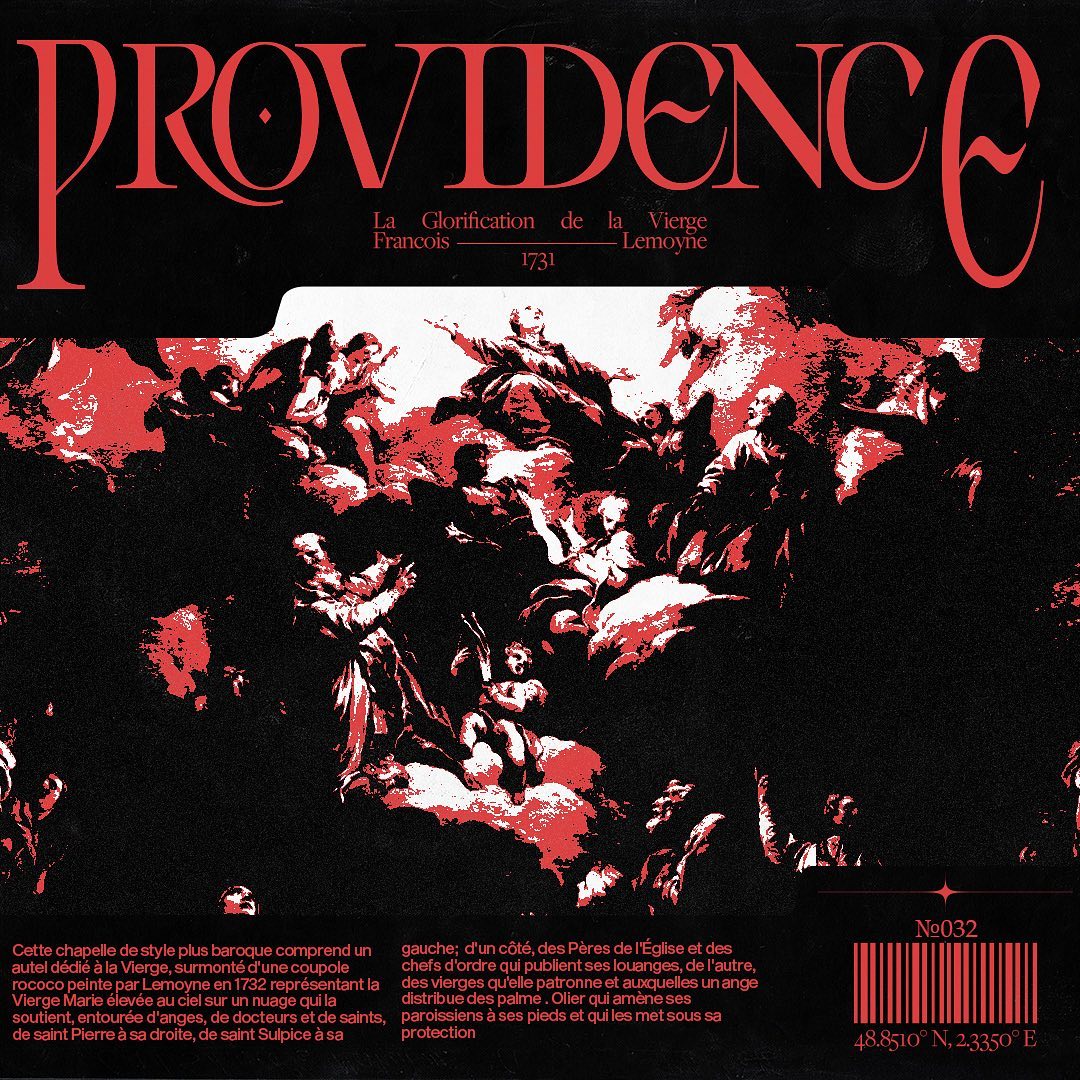 PROVIDENCE
La Glorification de la Vierge
Francois Lemoyne
1731
Cette chapelle de style plus baroque comprend un
autel dédié à la Vierge, surmonté d'une coupole
rococo peinte par Lemoyne en 1732 représentant la
Vierge Marie élevée au ciel sur un nuage qui la
soutient, entourée d'anges, de docteurs et de saints,
de saint Pierre à sa droite, de saint Sulpice à sa
gauche; d'un côté, des Pères de l'Église et des
chefs d'ordre qui publient ses louanges, de l'autre,
des vierges qu'elle patronne et auxquelles un ange
distribue des palme . Olier qui amène ses
paroissiens à ses pieds et qui les met sous sa
protection
№032
48.8510° N, 2.3350° E